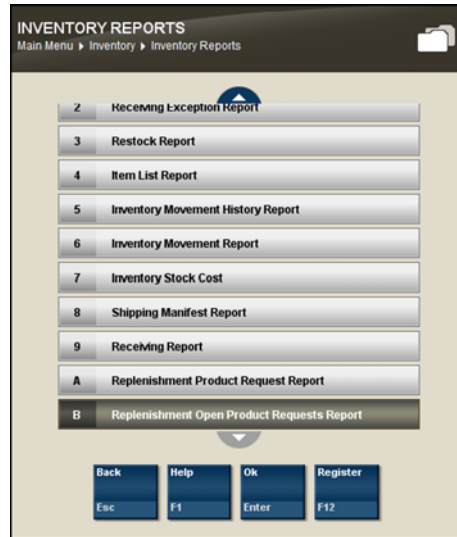 INVENTORY REPORTS
Main Menu ▶ Inventory ▶ Inventory Reports
2 Receiving Exception Report
3 Restock Report
4 Item List Report
5 Inventory Movement History Report
6 Inventory Movement Report
7 Inventory Stock Cost
8 Shipping Manifest Report
9 Receiving Report
A Replenishment Product Request Report
B Replenishment Open Product Requests Report
Back Help Ok Register
Esc F1 Enter F12